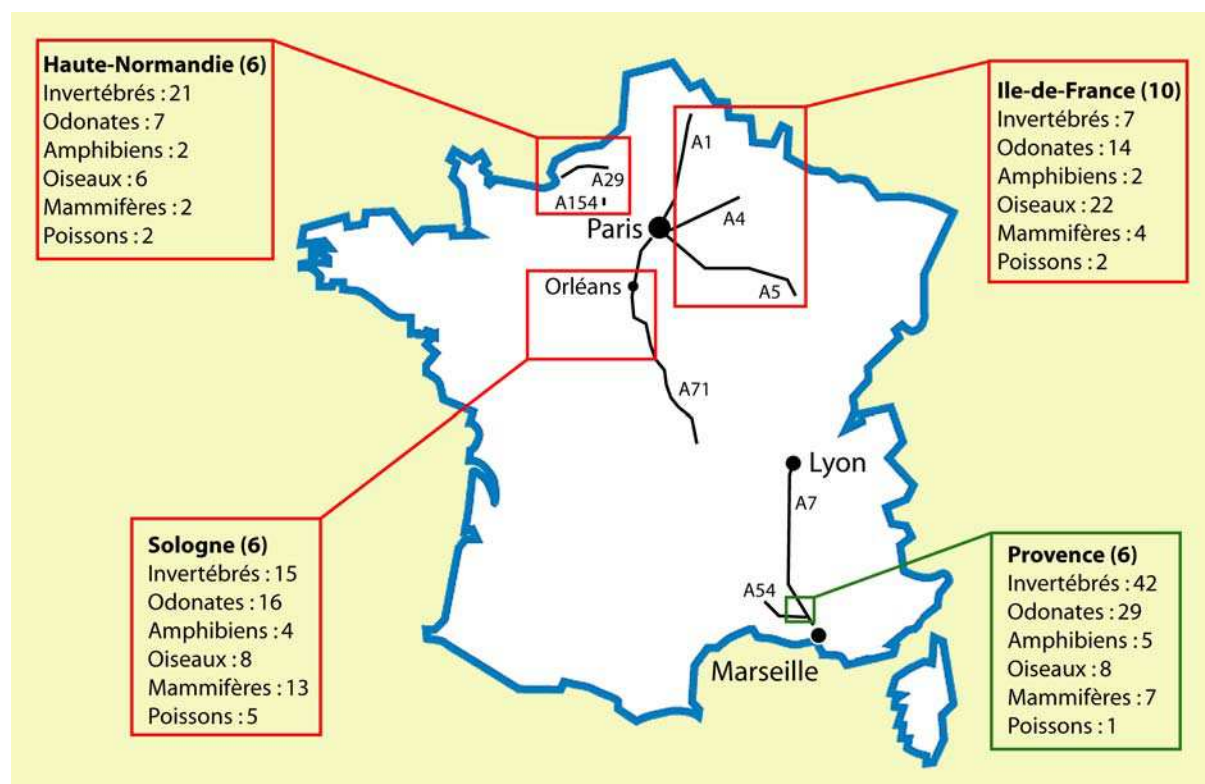 Haute-Normandie (6)
Invertébrés : 21
Odonates : 7
Amphibiens : 2
Oiseaux : 6
Mammifères : 2
Poissons : 2
Ile-de-France (10)
Invertébrés : 7
Odonates : 14
Amphibiens : 2
Oiseaux : 22
Mammifères : 4
Poissons : 2
A1
A29
A154
A4
Paris
A5
Orléans
A71
Lyon
A7
A54
Marseille
Sologne (6)
Invertébrés : 15
Odonates : 16
Amphibiens : 4
Oiseaux : 8
Mammifères : 13
Poissons : 5
Provence (6)
Invertébrés : 42
Odonates : 29
Amphibiens : 5
Oiseaux : 8
Mammifères : 7
Poissons : 1